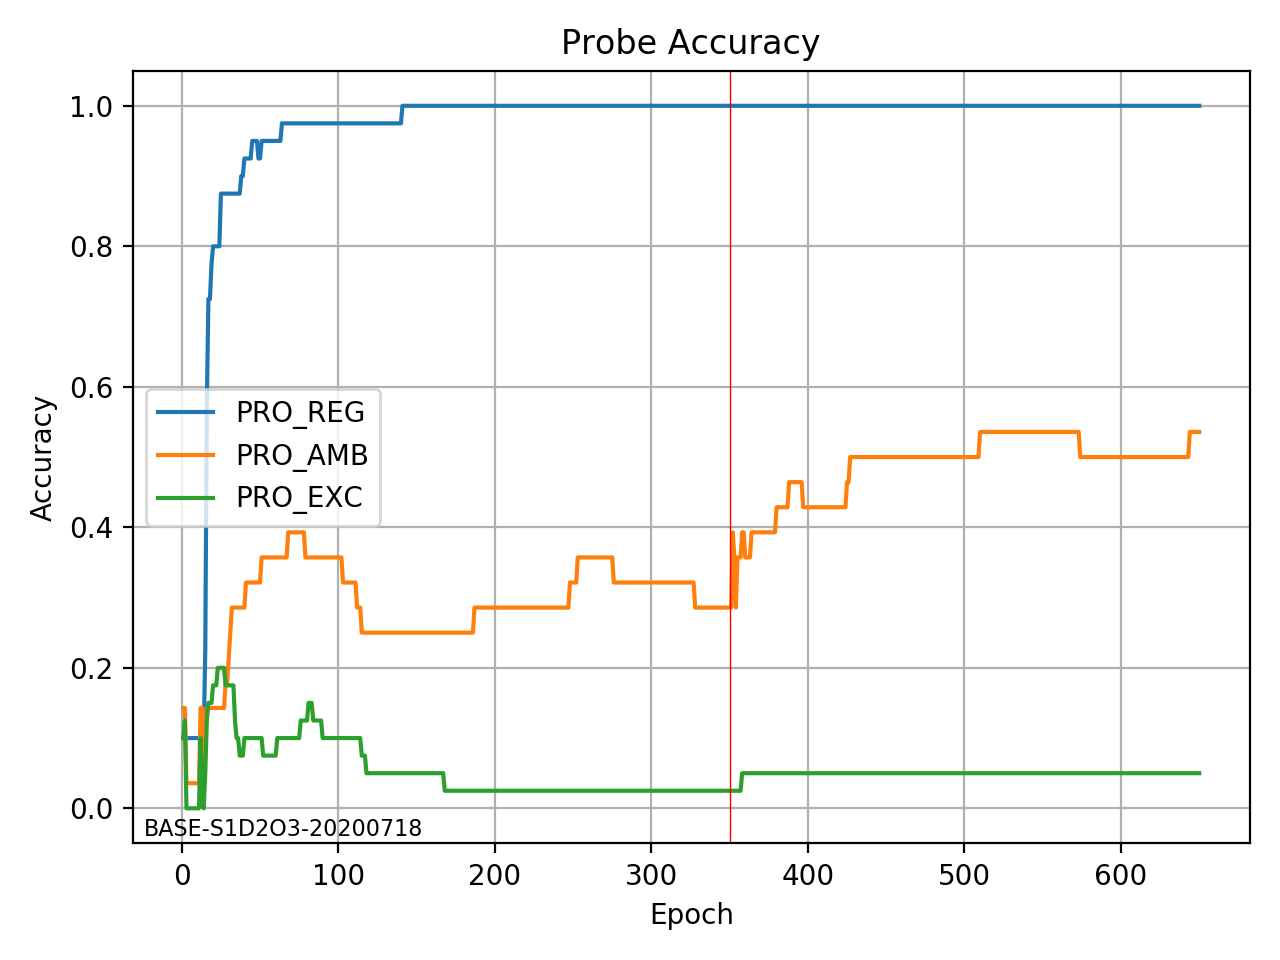 Probe Accuracy
1.0
0.8
0.6
0.4
0.2
0.0
Accuracy
PRO_REG
PRO_AMB
PRO_EXC
BASE-S1D2O3-20200718
0 100 200 300 400 500 600
Epoch